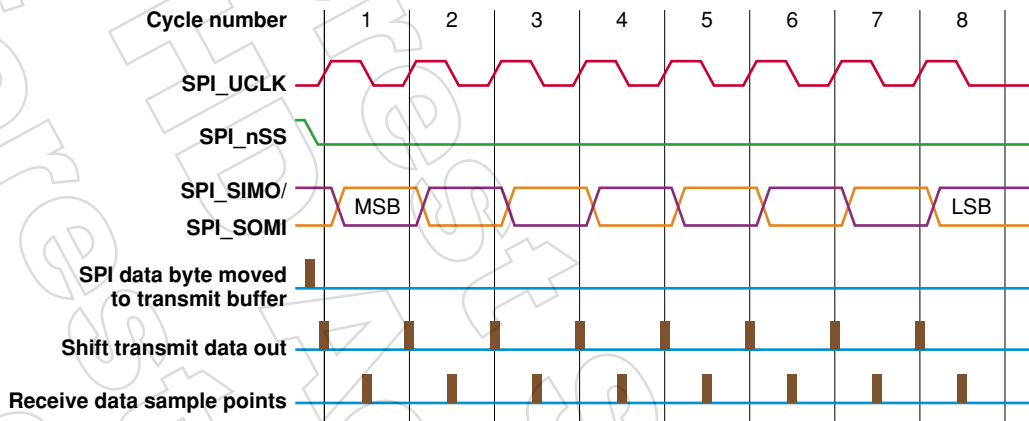 Cycle number 1 2 3 4 5 6 7 8
SPI_UCLK
SPI_nSS
SPI_SIMO/
MSB LSB
SPI_SOMI
SPI data byte moved
to transmit buffer
Shift transmit data out
Receive data sample points